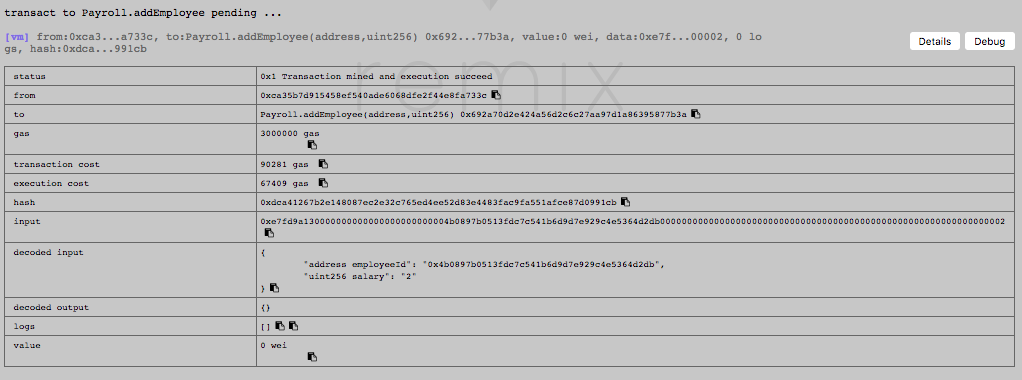 transact to Payroll.addEmployee pending ...
[vm] from:0xca3...a733c, to:Payroll.addEmployee(address,uint256) 0x692...77b3a, value:0 wei, data:0xe7f...00002, 0 lo
gs, hash:0xdca...991cb
Details Debug
remix
status 0x1 Transaction mined and execution succeed
from 0xca35b7d915458ef540ade6068dfe2f44e8fa733c
to Payroll.addEmployee(address,uint256) 0x692a70d2e424a56d2c6c27aa97d1a86395877b3a
gas 3000000 gas
transaction cost 90281 gas
execution cost 67409 gas
hash 0xdca41267b2e148087ec2e32c765ed4ee52d83e4483fac9fa551afce87d0991cb
input 0xe7fd9a130000000000000000000000004b0897b0513fdc7c541b6d9d7e929c4e5364d2db0000000000000000000000000000000000000000000000000000000000000002
decoded input {
"address employeeId": "0x4b0897b0513fdc7c541b6d9d7e929c4e5364d2db",
"uint256 salary": "2"
}
decoded output {}
logs []
value 0 wei